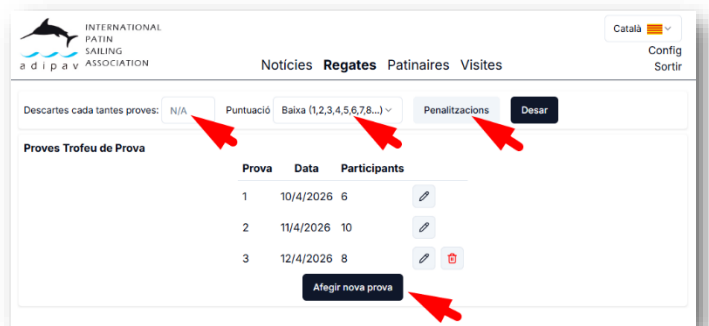 INTERNATIONAL
PATIN
SAILING
adipav ASSOCIATION
Notícies Regates Patinaires Visites
Català
Config
Sortir
Descartes cada tantes proves: N/A Puntuació Baixa (1,2,3,4,5,6,7,8...) Penalitzacions Desar
Proves Trofeu de Prova
Prova Data Participants
1 10/4/2026 6
2 11/4/2026 10
3 12/4/2026 8
Afegir nova prova